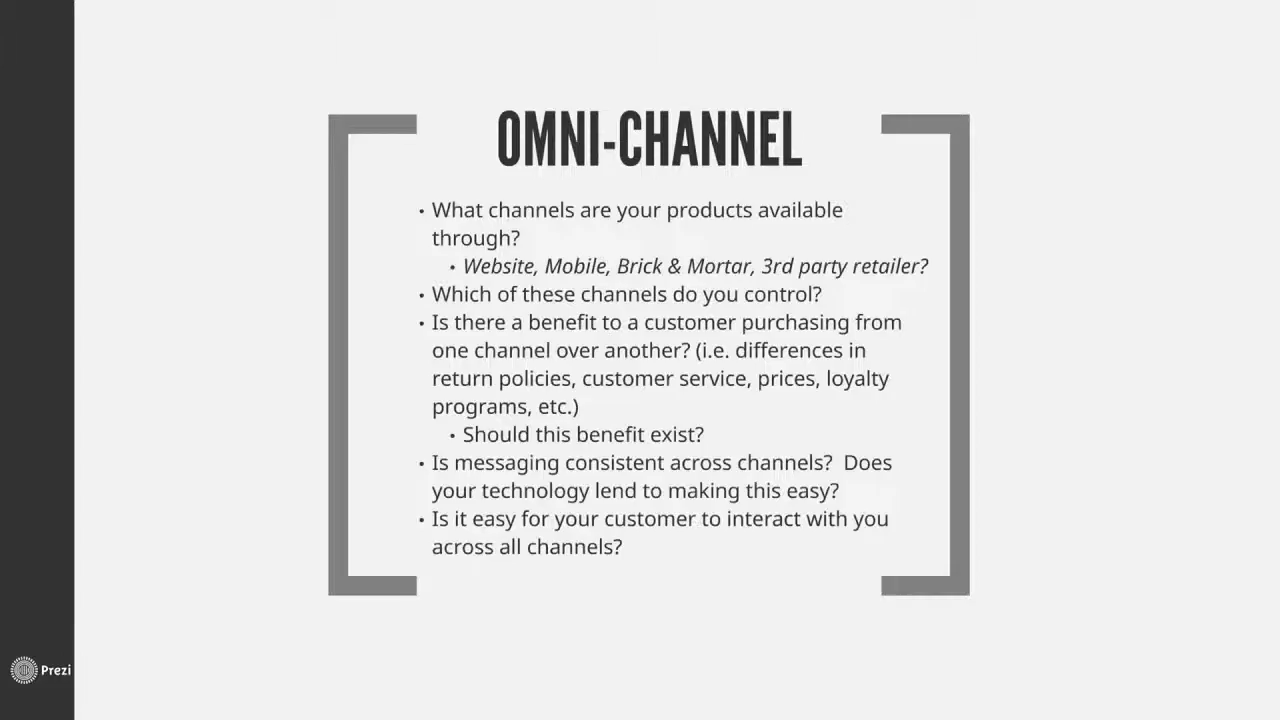 OMNI-CHANNEL
• What channels are your products available
through?
• Website, Mobile, Brick & Mortar, 3rd party retailer?
• Which of these channels do you control?
• Is there a benefit to a customer purchasing from
one channel over another? (i.e. differences in
return policies, customer service, prices, loyalty
programs, etc.)
• Should this benefit exist?
• Is messaging consistent across channels?  Does
your technology lend to making this easy?
• Is it easy for your customer to interact with you
across all channels?
Prezi